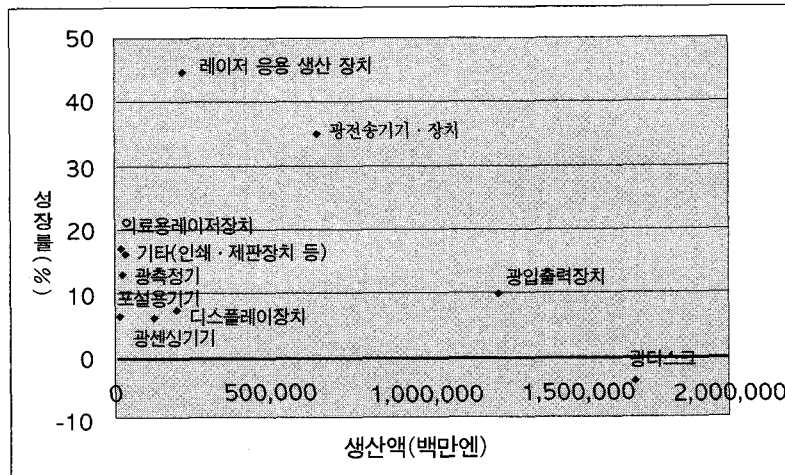 50
레이저 응용 생산 장치
40
광전송기기 · 장치
30
성장률(%)
20
의료용레이저장치
기타(인쇄 · 제판장치 등)
광측정기
광입출력장치
10
포설용기기
디스플레이장치
광센싱기기
0
광디스크
0 500,000 1,000,000 1,500,000 2,000,000
-10
생산액(백만엔)